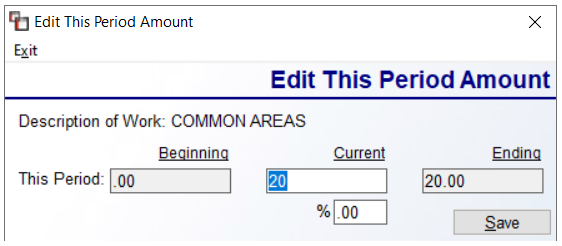 Edit This Period Amount
Exit
Edit This Period Amount
Description of Work: COMMON AREAS
Beginning Current Ending
This Period: .00 20 20.00
% .00
Save